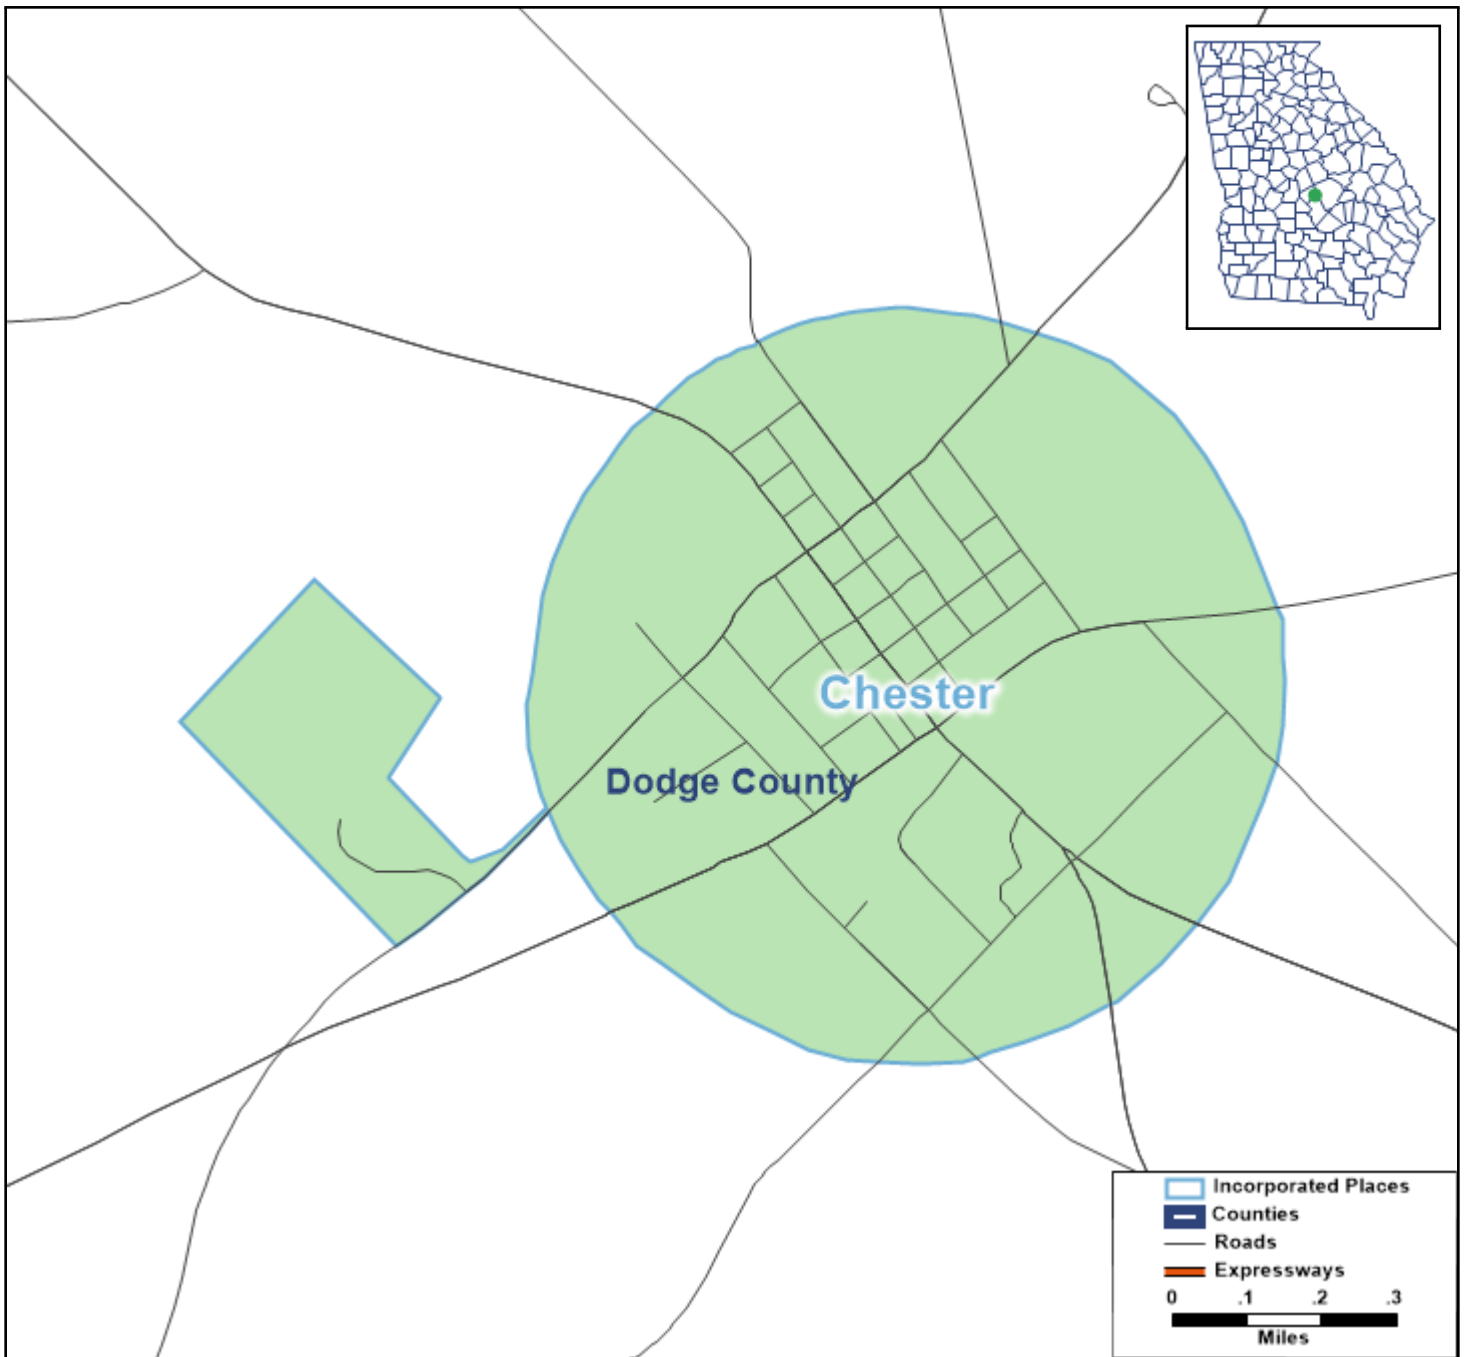 Chester
Dodge County
Incorporated Places
Counties
Roads
Expressways
0 .1 .2 .3
Miles